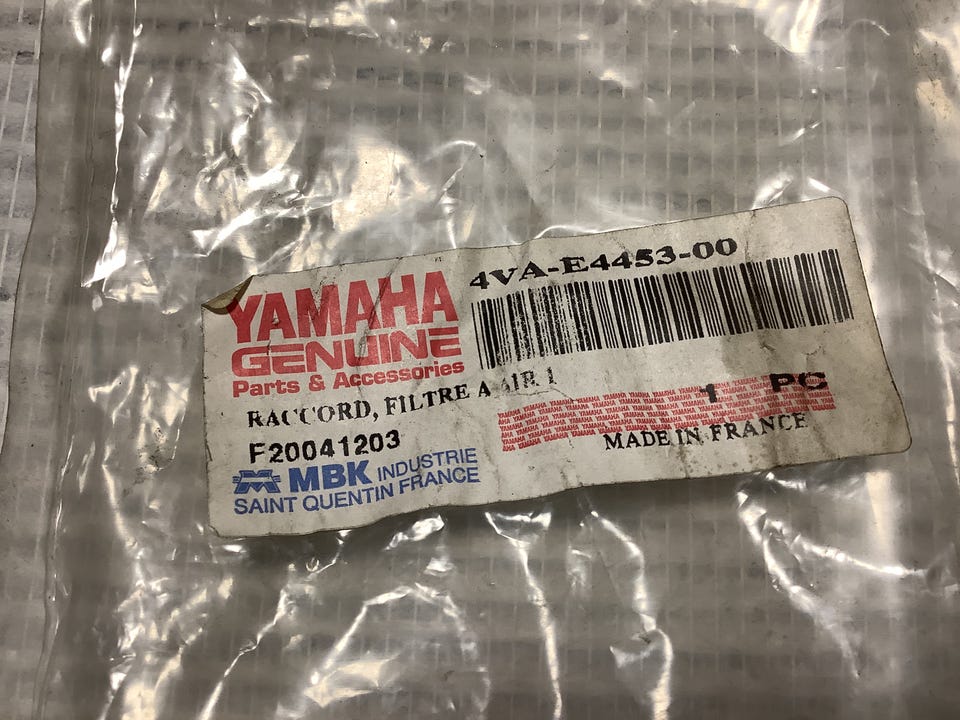 YAMAHA
GENUINE
Parts & Accessories
4VA-E4453-00
RACCORD, FILTRE A AIR 1
F20041203
1 PC
MADE IN FRANCE
MBK INDUSTRIE
SAINT QUENTIN FRANCE